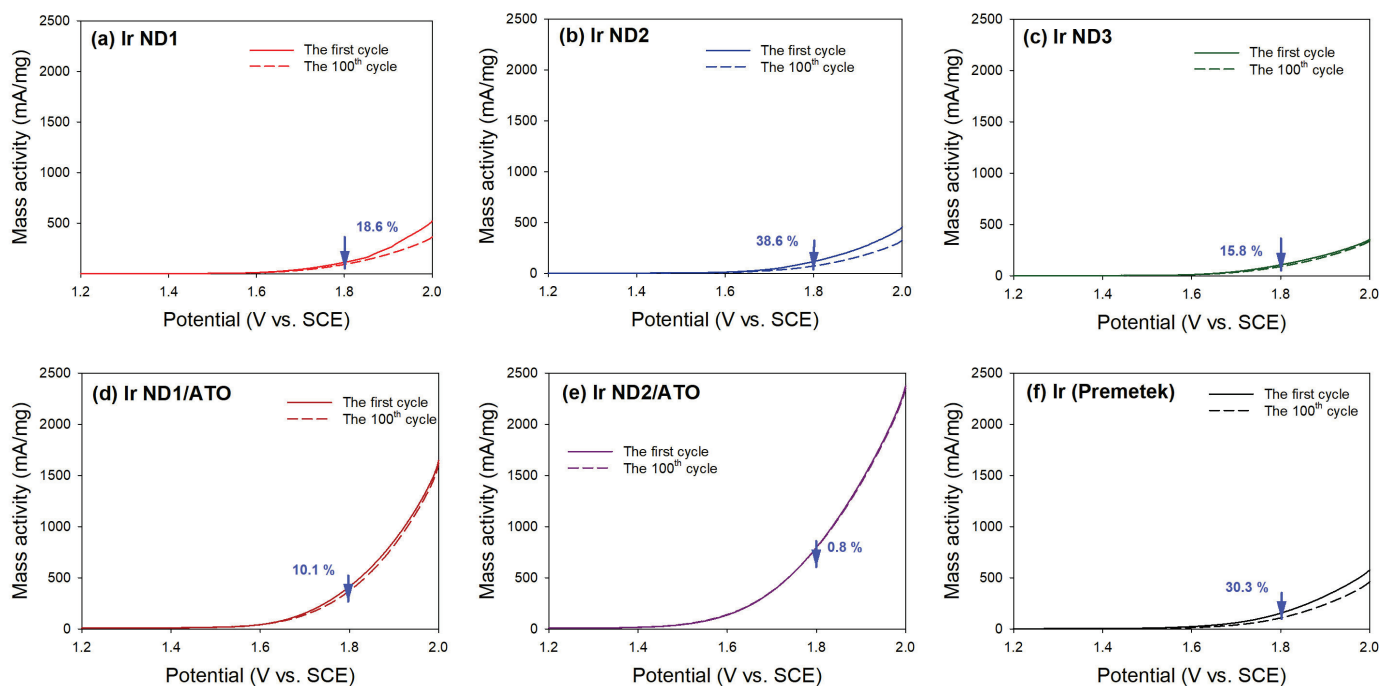 (a) Ir ND1
The first cycle
The 100th cycle
18.6 %
2500
2000
1500
1000
500
1.2 1.4 1.6 1.8 2.0
Mass activity (mA/mg)
Potential (V vs. SCE)
(b) Ir ND2
The first cycle
The 100th cycle
38.6 %
2500
2000
1500
1000
500
0
1.2 1.4 1.6 1.8 2.0
Mass activity (mA/mg)
Potential (V vs. SCE)
(c) Ir ND3
The first cycle
The 100th cycle
15.8 %
2500
2000
1500
1000
500
0
1.2 1.4 1.6 1.8 2.0
Mass activity (mA/mg)
Potential (V vs. SCE)
(d) Ir ND1/ATO
The first cycle
The 100th cycle
10.1 %
2500
2000
1500
1000
500
0
1.2 1.4 1.6 1.8 2.0
Mass activity (mA/mg)
Potential (V vs. SCE)
(e) Ir ND2/ATO
The first cycle
The 100th cycle
0.8 %
2500
2000
1500
1000
500
0
1.2 1.4 1.6 1.8 2.0
Mass activity (mA/mg)
Potential (V vs. SCE)
(f) Ir (Premetek)
The first cycle
The 100th cycle
30.3 %
2500
2000
1500
1000
500
0
1.2 1.4 1.6 1.8 2.0
Mass activity (mA/mg)
Potential (V vs. SCE)